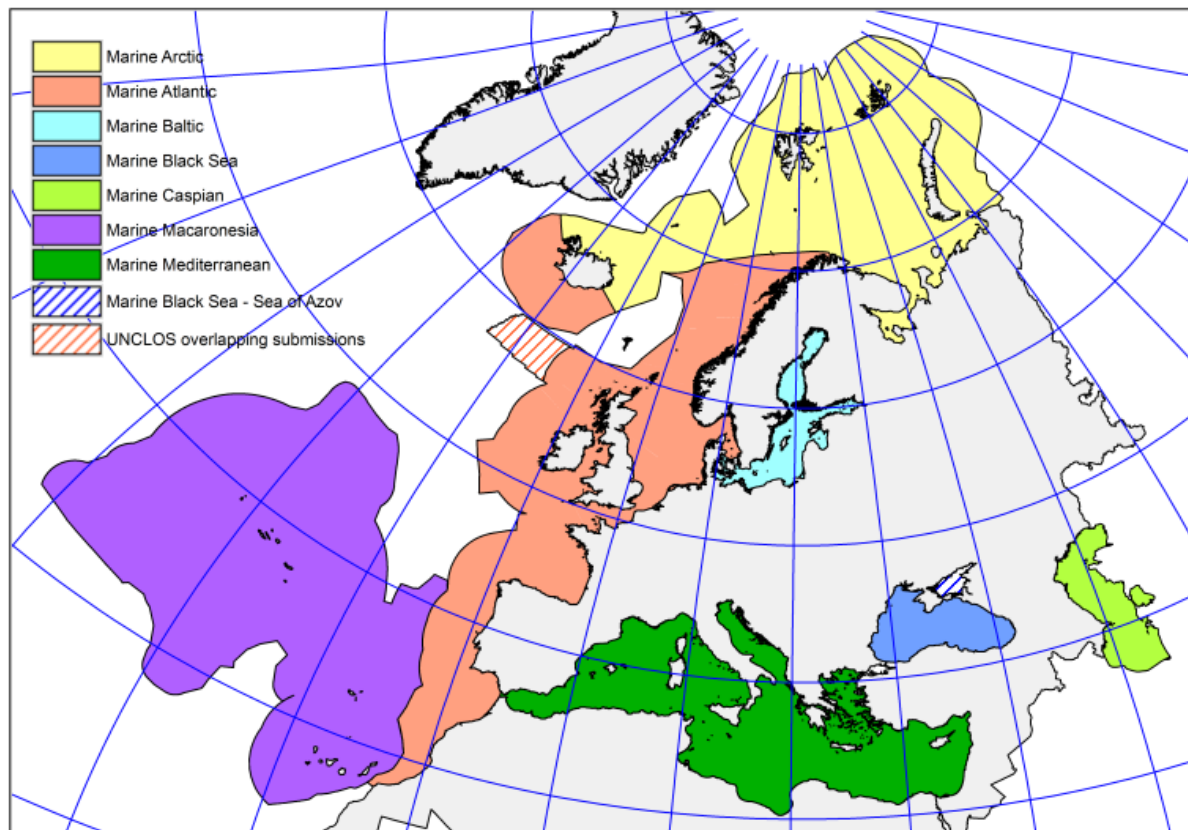 Marine Arctic
Marine Atlantic
Marine Baltic
Marine Black Sea
Marine Caspian
Marine Macaronesia
Marine Mediterranean
Marine Black Sea - Sea of Azov
UNCLOS overlapping submissions